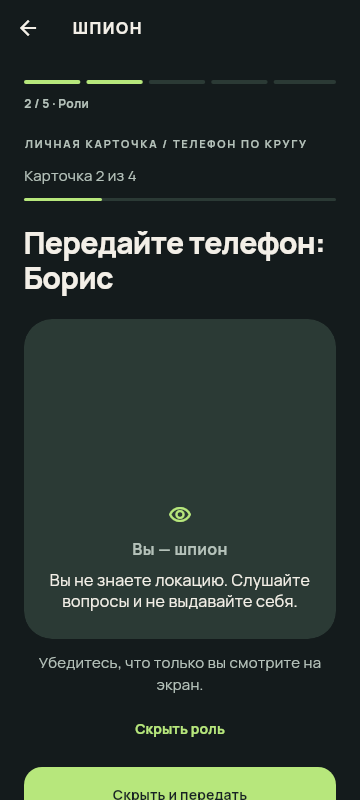 ШПИОН
2 / 5 · Роли
ЛИЧНАЯ КАРТОЧКА / ТЕЛЕФОН ПО КРУГУ
Карточка 2 из 4
Передайте телефон:
Борис
Вы — шпион
Вы не знаете локацию. Слушайте
вопросы и не выдавайте себя.
Убедитесь, что только вы смотрите на
экран.
Скрыть роль
Скрыть и передать